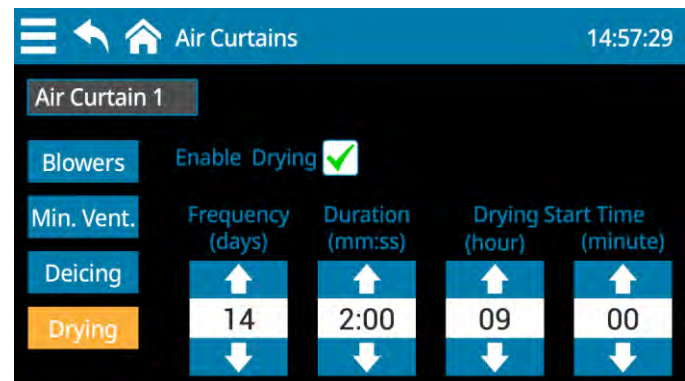 Air Curtains 14:57:29
Air Curtain 1
Blowers
Enable Drying
Min. Vent.
Frequency (days)
Duration (mm:ss)
Drying Start Time
(hour) (minute)
Deicing
Drying
14 2:00 09 00